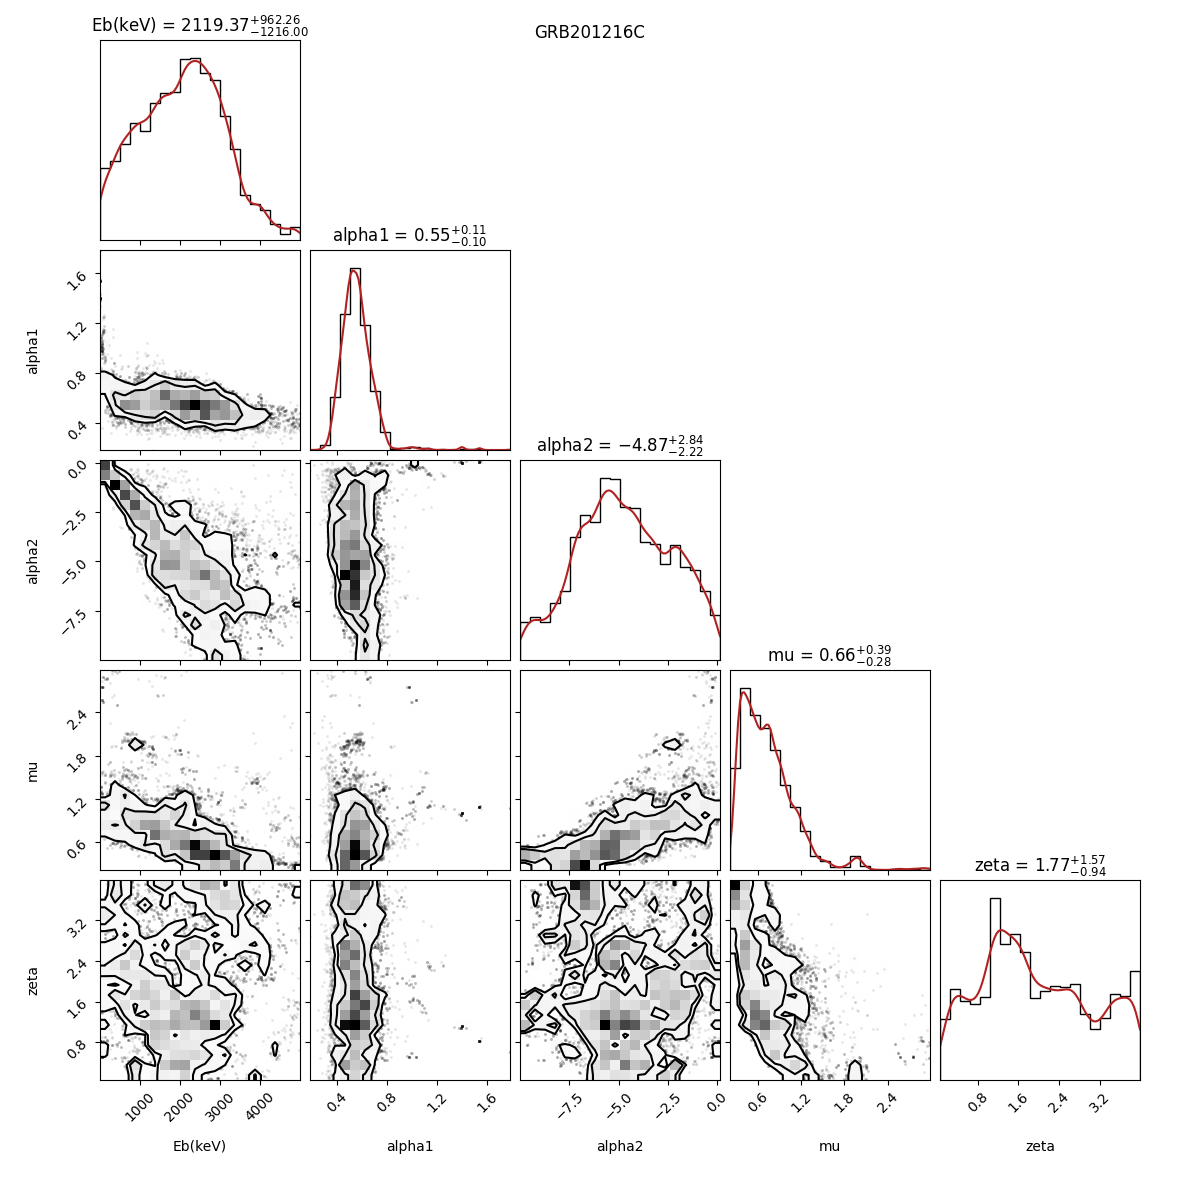 Eb(keV) = 2119.37+962.26−1216.00
GRB201216C
alpha1 = 0.55+0.11−0.10
1.6
1.2
0.8
0.4
alpha1
alpha2 = −4.87+2.84−2.22
0.0
−2.5
−5.0
−7.5
alpha2
mu = 0.66+0.39−0.28
2.4
1.8
1.2
0.6
mu
zeta = 1.77+1.57−0.94
3.2
2.4
1.6
0.8
zeta
1000 2000 3000 4000
0.4 0.8 1.2 1.6
−7.5 −5.0 −2.5 0.0
0.6 1.2 1.8 2.4
0.8 1.6 2.4 3.2
Eb(keV) alpha1 alpha2 mu zeta